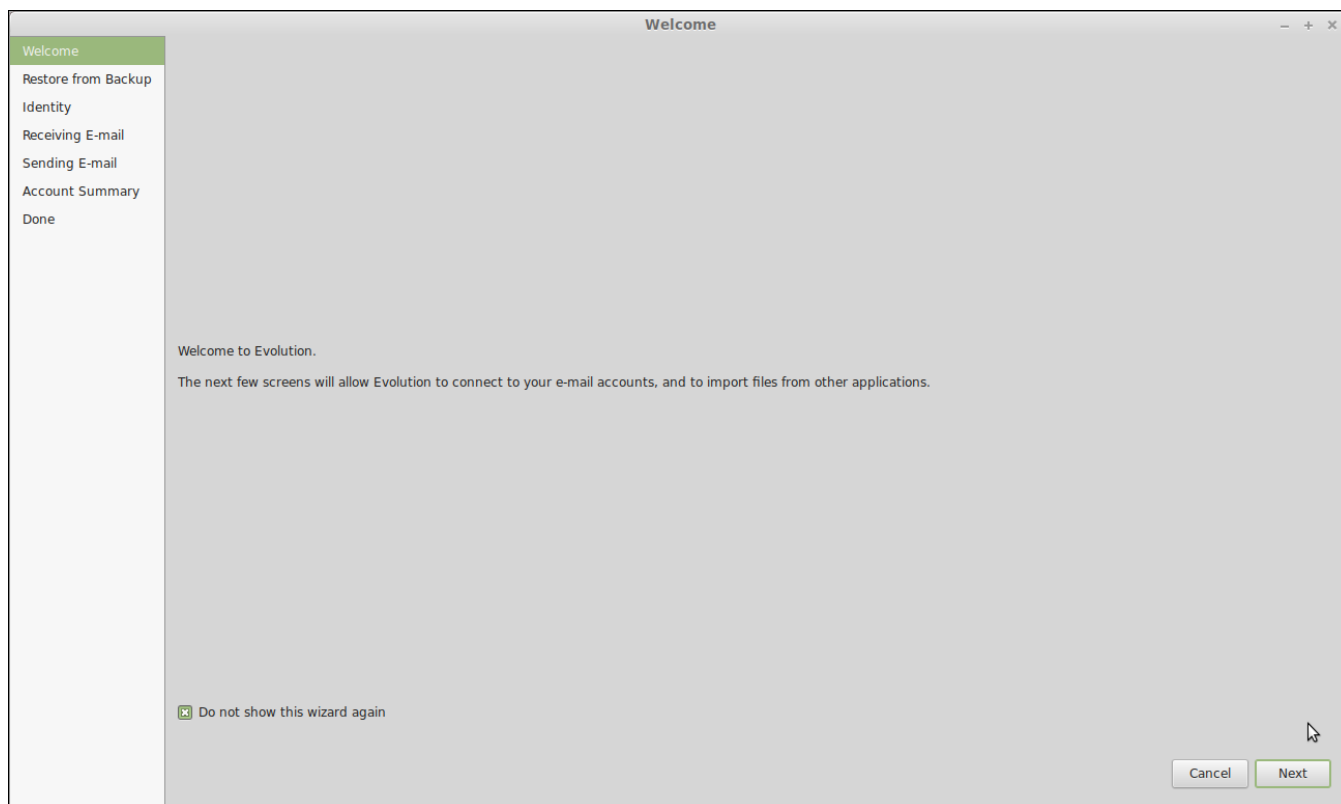 Welcome
Welcome
Restore from Backup
Identity
Receiving E-mail
Sending E-mail
Account Summary
Done
Welcome to Evolution.
The next few screens will allow Evolution to connect to your e-mail accounts, and to import files from other applications.
Do not show this wizard again
Cancel Next